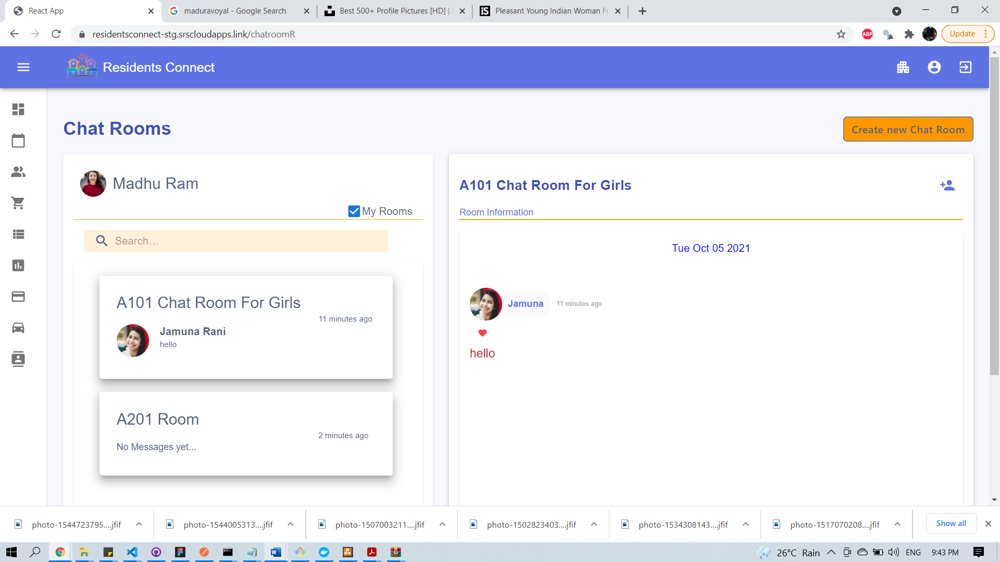 React App
maduravoyal - Google Search
Best 500+ Profile Pictures [HD] |
Pleasant Young Indian Woman Fr
residentsconnect-stg.srscloudapps.link/chatroomR
ABP
Update
Residents Connect
Chat Rooms
Create new Chat Room
Madhu Ram
My Rooms
Search...
A101 Chat Room For Girls
11 minutes ago
Jamuna Rani
hello
A201 Room
2 minutes ago
No Messages yet...
A101 Chat Room For Girls
Room Information
Tue Oct 05 2021
Jamuna
11 minutes ago
hello
photo-1544723795....jfif
photo-1544005313....jfif
photo-1507003211....jfif
photo-1502823403....jfif
photo-1534308143....jfif
photo-1517070208....jfif
Show all
26°C Rain
ENG
9:43 PM